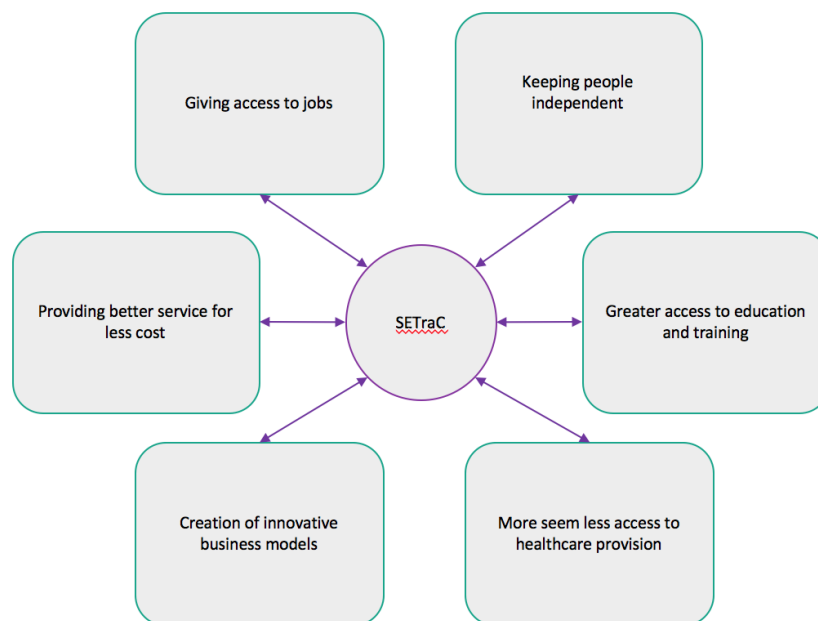 Giving access to jobs
Keeping people
independent
Providing better service for
less cost
SETraC
Greater access to education
and training
Creation of innovative
business models
More seem less access to
healthcare provision